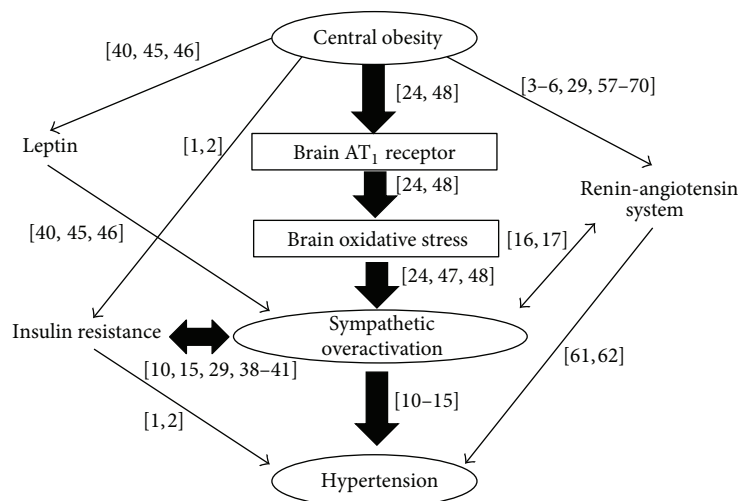 Central obesity
[40, 45, 46]
[3–6, 29, 57–70]
[24, 48]
[1, 2]
Leptin
Brain AT₁ receptor
[24, 48]
Renin-angiotensin
system
[40, 45, 46]
Brain oxidative stress
[16, 17]
[24, 47, 48]
Insulin resistance
Sympathetic
overactivation
[10, 15, 29, 38–41]
[61, 62]
[10–15]
[1, 2]
Hypertension